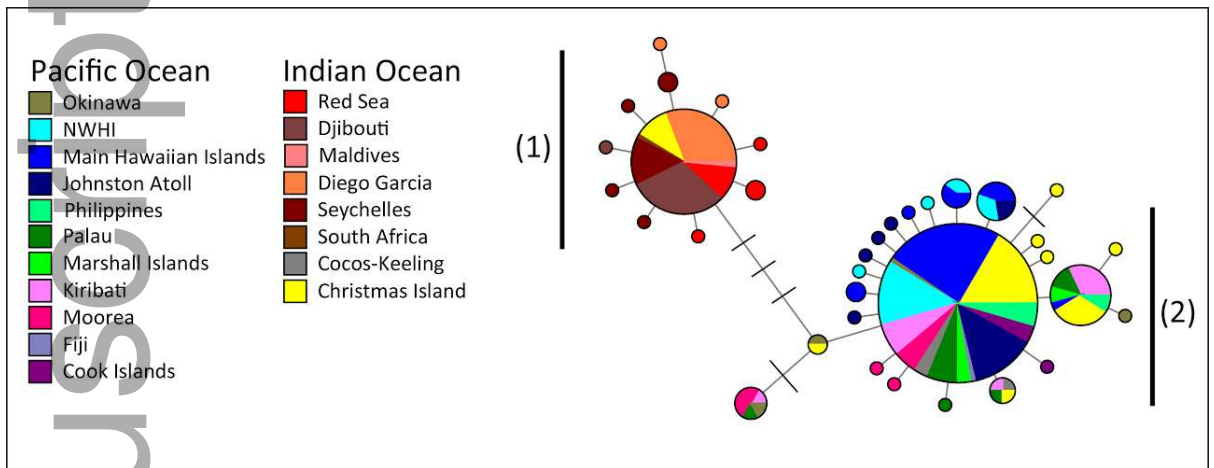 Pacific Ocean
Okinawa
NWHI
Main Hawaiian Islands
Johnston Atoll
Philippines
Palau
Marshall Islands
Kiribati
Moorea
Fiji
Cook Islands
Indian Ocean
Red Sea
Djibouti
Maldives
Diego Garcia
Seychelles
South Africa
Cocos-Keeling
Christmas Island
(1)
(2)